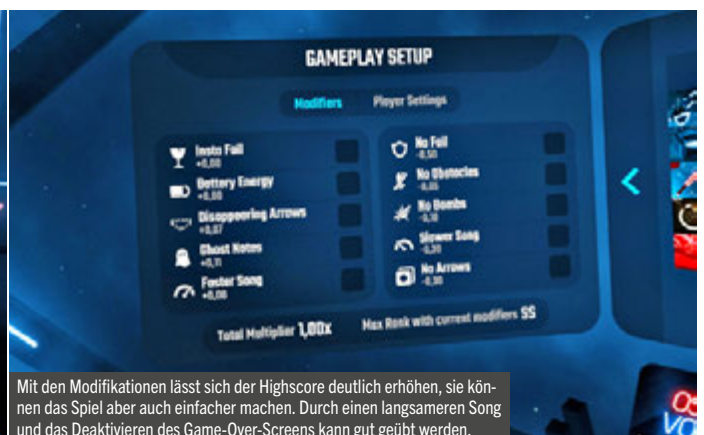 GAMEPLAY SETUP
Modifiers Player Settings
Insta Fail
+0,00
No Fail
-0,50
Battery Energy
+0,00
No Obstacles
-0,05
Disappearing Arrows
+0,07
No Bombs
-0,10
Ghost Notes
+0,11
Slower Song
Faster Song
+0,08
No Arrows
-0,30
Total Multiplier 1,00x Max Rank with current modifiers SS
Mit den Modifikationen lässt sich der Highscore deutlich erhöhen, sie kön-
nen das Spiel aber auch einfacher machen. Durch einen langsameren Song
und das Deaktivieren des Game-Over-Screens kann gut geübt werden.